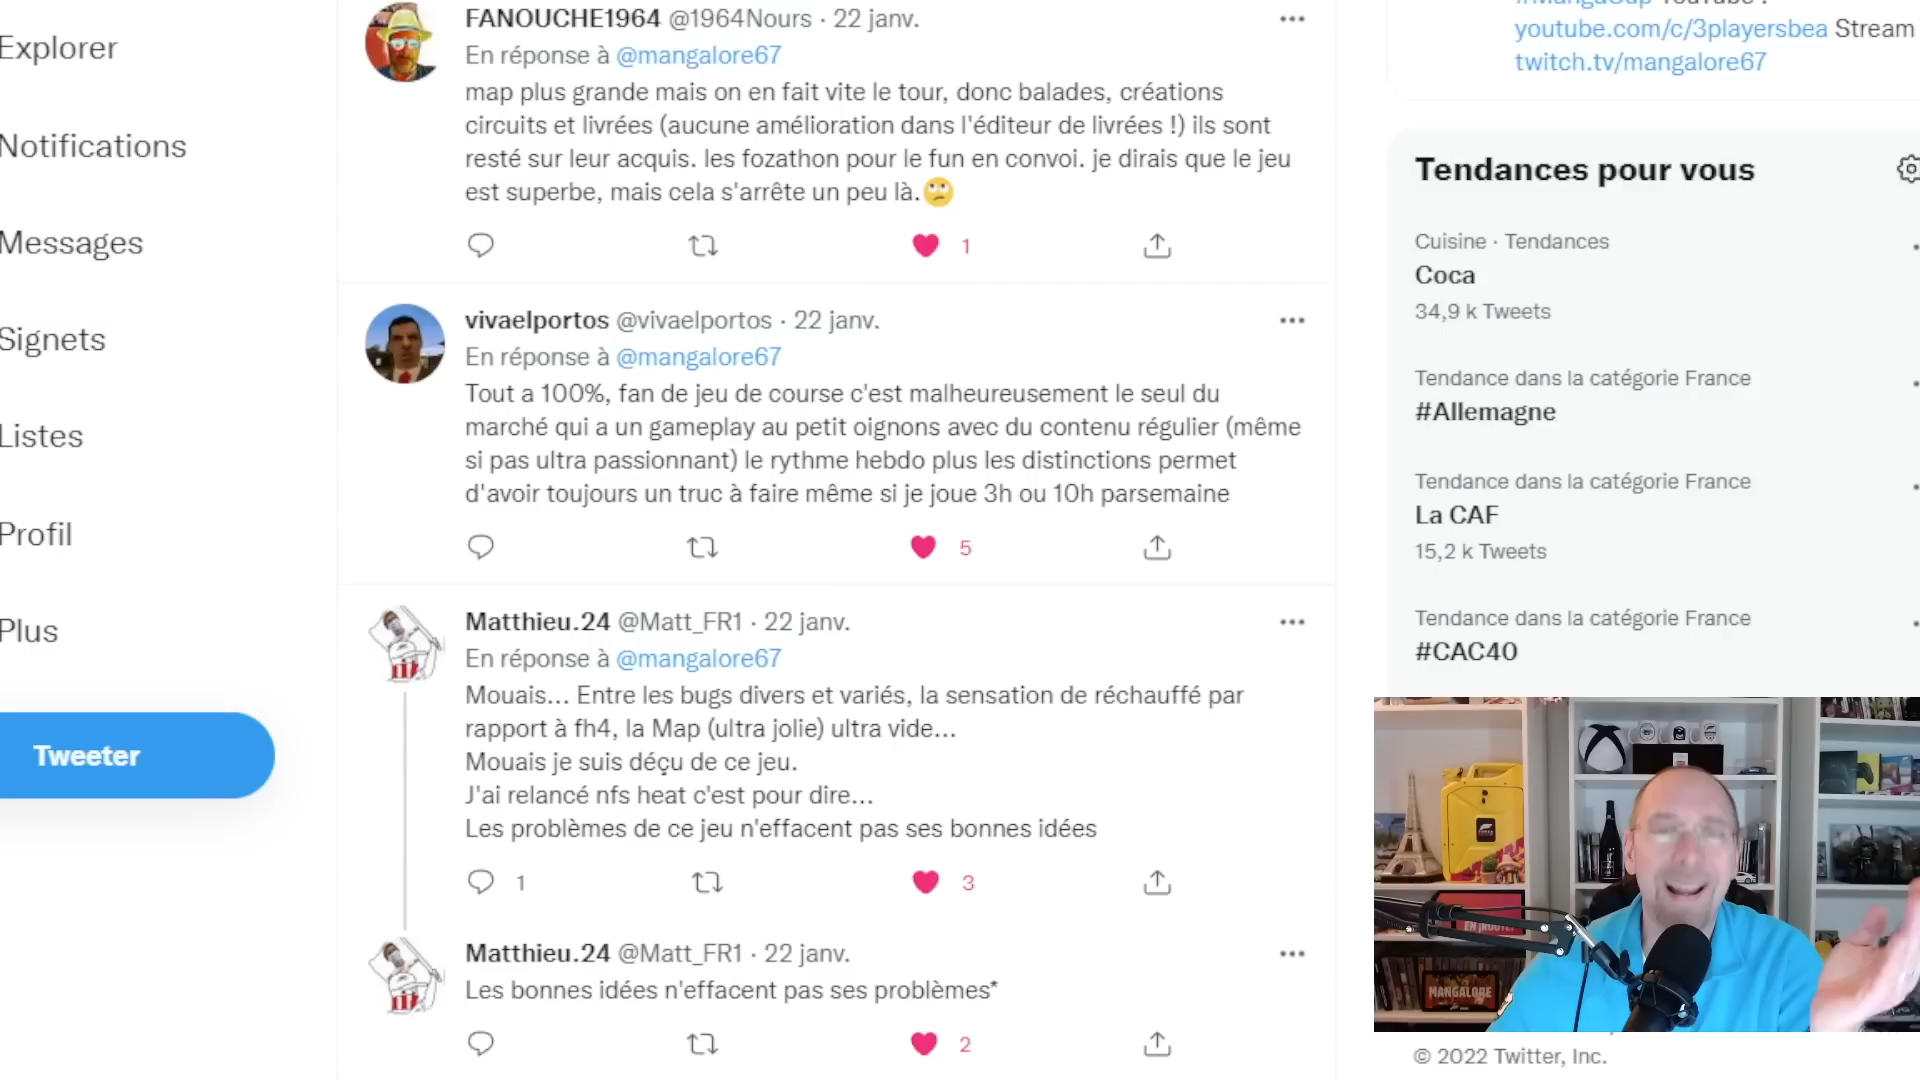 Explorer
Notifications
Messages
Signets
Listes
Profil
Plus
Tweeter
FANOUCHE1964 @1964Nours · 22 janv.
En réponse à @mangalore67
map plus grande mais on en fait vite le tour, donc balades, créations
circuits et livrées (aucune amélioration dans l'éditeur de livrées !) ils sont
resté sur leur acquis. les fozathon pour le fun en convoi. je dirais que le jeu
est superbe, mais cela s'arrête un peu là.🙄
1
vivaelportos @vivaelportos · 22 janv.
En réponse à @mangalore67
Tout a 100%, fan de jeu de course c'est malheureusement le seul du
marché qui a un gameplay au petit oignons avec du contenu régulier (même
si pas ultra passionnant) le rythme hebdo plus les distinctions permet
d'avoir toujours un truc à faire même si je joue 3h ou 10h parsemaine
5
Matthieu.24 @Matt_FR1 · 22 janv.
En réponse à @mangalore67
Mouais... Entre les bugs divers et variés, la sensation de réchauffé par
rapport à fh4, la Map (ultra jolie) ultra vide...
Mouais je suis déçu de ce jeu.
J'ai relancé nfs heat c'est pour dire...
Les problèmes de ce jeu n'effacent pas ses bonnes idées
1 3
Matthieu.24 @Matt_FR1 · 22 janv.
Les bonnes idées n'effacent pas ses problèmes*
2
youtube.com/c/3playersbea Stream
twitch.tv/mangalore67
Tendances pour vous
Cuisine · Tendances
Coca
34,9 k Tweets
Tendance dans la catégorie France
#Allemagne
Tendance dans la catégorie France
La CAF
15,2 k Tweets
Tendance dans la catégorie France
#CAC40
MANGALORE
© 2022 Twitter, Inc.